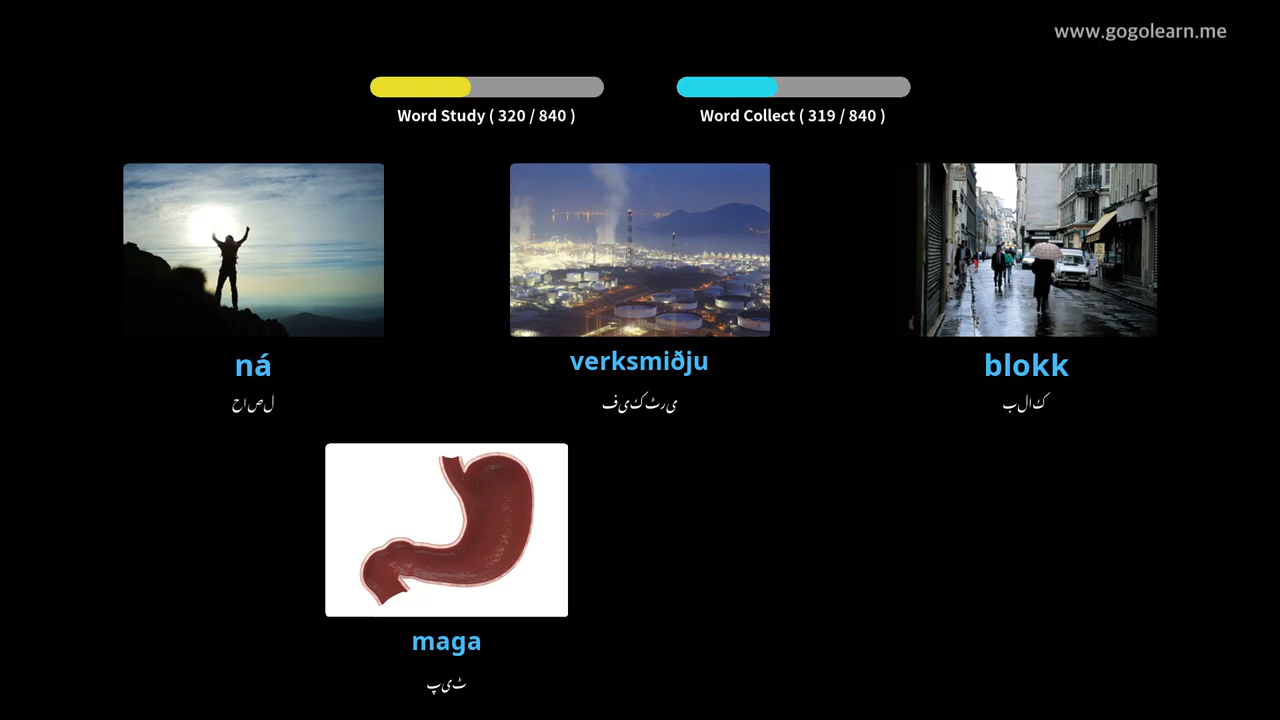 www.gogolearn.me
Word Study ( 320 / 840 )
Word Collect ( 319 / 840 )
ná
حاصل
verksmiðju
فیکٹری
blokk
بلاک
maga
پیٹ